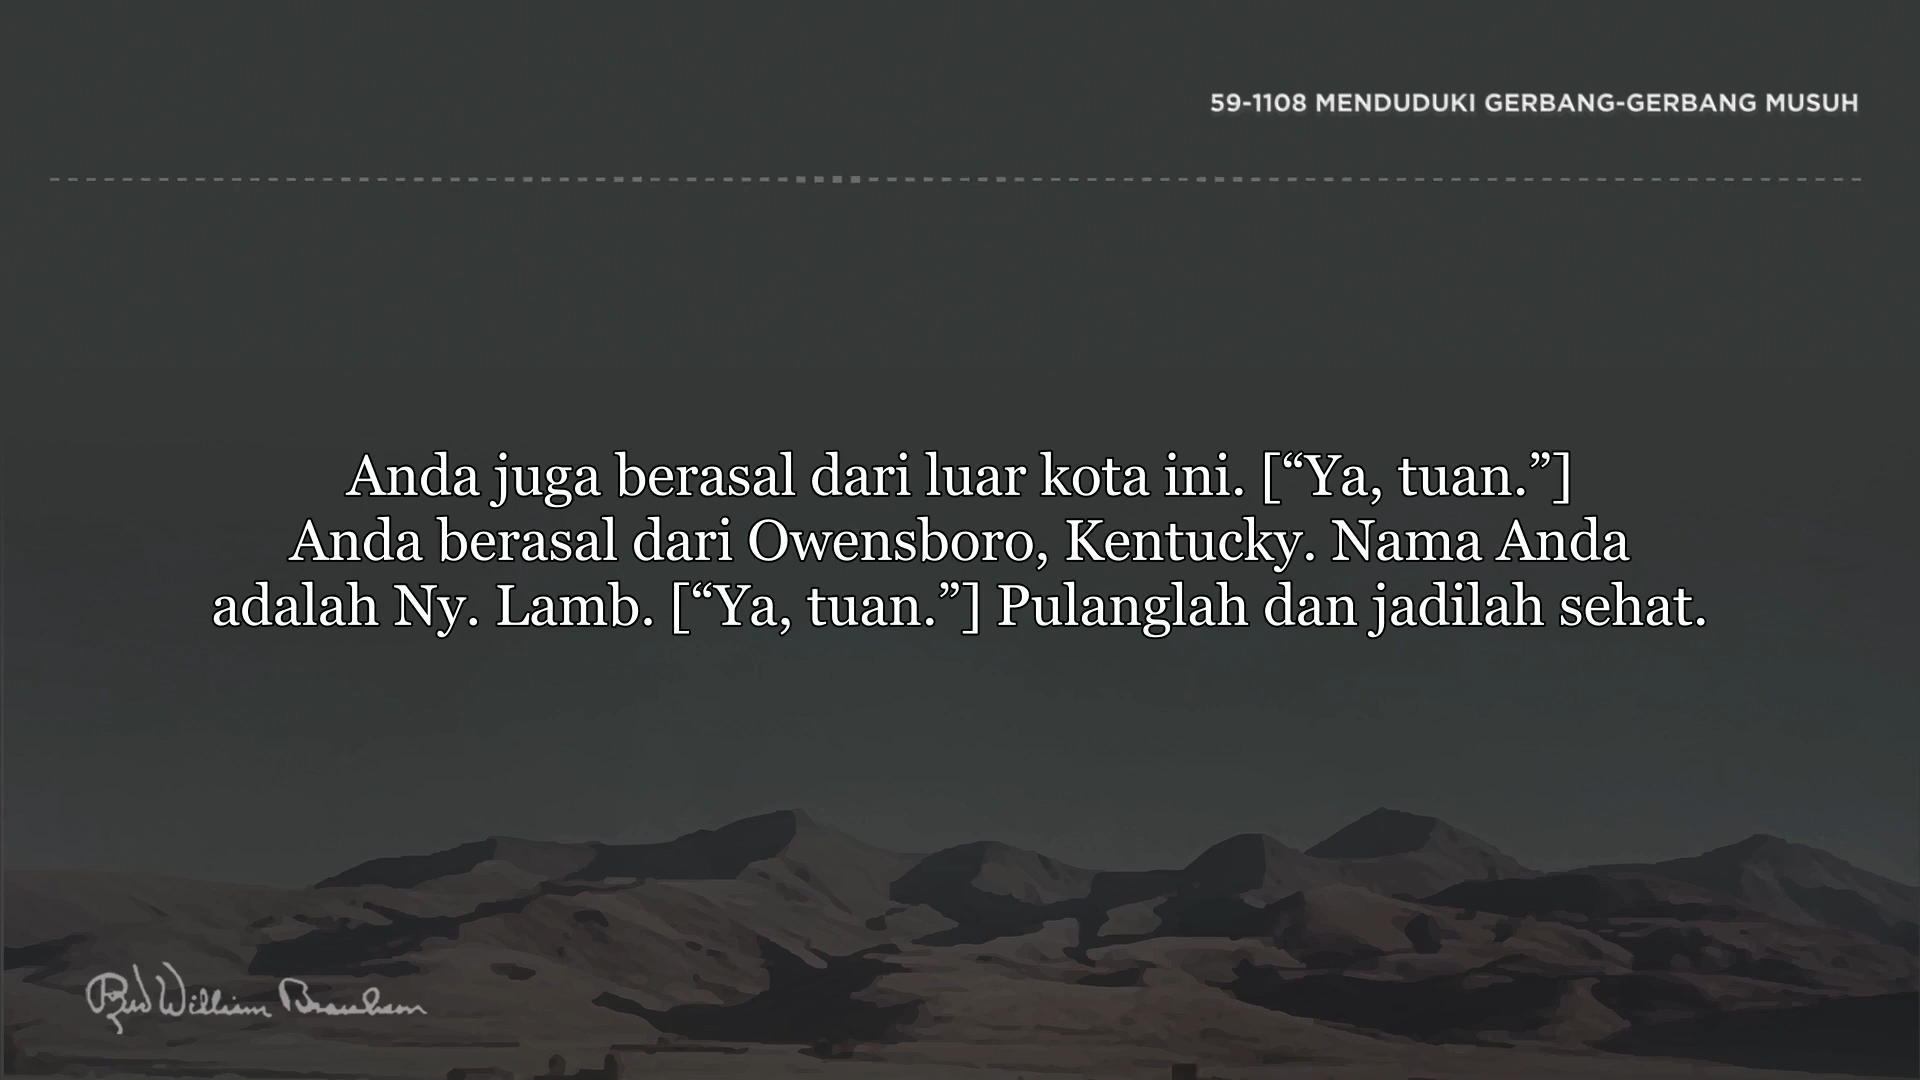 59-1108 MENDUDUKI GERBANG-GERBANG MUSUH
Anda juga berasal dari luar kota ini. [“Ya, tuan.”]
Anda berasal dari Owensboro, Kentucky. Nama Anda
adalah Ny. Lamb. [“Ya, tuan.”] Pulanglah dan jadilah sehat.
Rev William Branham